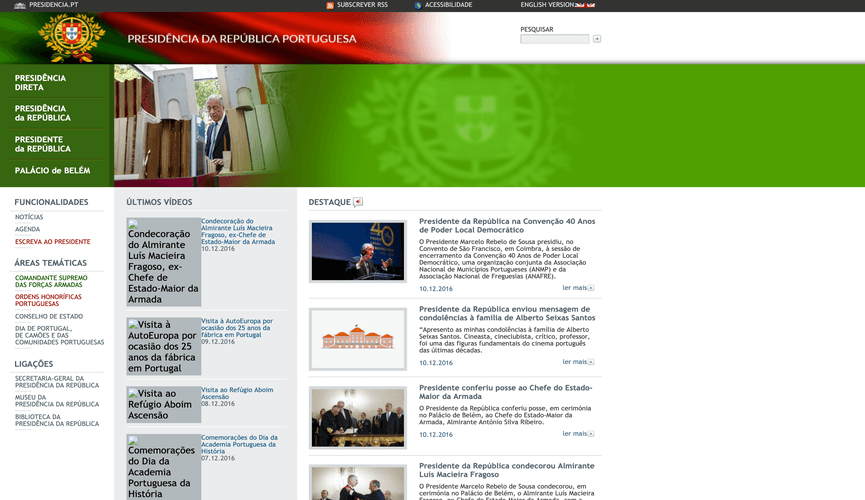 PRESIDENCIA.PT
SUBSCREVER RSS
ACESSIBILIDADE
ENGLISH VERSION
PRESIDÊNCIA DA REPÚBLICA PORTUGUESA
PESQUISAR
PRESIDÊNCIA
DIRETA
PRESIDÊNCIA
da REPÚBLICA
PRESIDENTE
da REPÚBLICA
PALÁCIO de BELÉM
FUNCIONALIDADES
NOTÍCIAS
AGENDA
ESCREVA AO PRESIDENTE
ÁREAS TEMÁTICAS
COMANDANTE SUPREMO
DAS FORÇAS ARMADAS
ORDENS HONORÍFICAS
PORTUGUESAS
CONSELHO DE ESTADO
DIA DE PORTUGAL,
DE CAMÕES E DAS
COMUNIDADES PORTUGUESAS
LIGAÇÕES
SECRETARIA-GERAL DA
PRESIDÊNCIA DA REPÚBLICA
MUSEU DA
PRESIDÊNCIA DA REPÚBLICA
BIBLIOTECA DA
PRESIDÊNCIA DA REPÚBLICA
ÚLTIMOS VÍDEOS
Condecoração do
Almirante
Luís Macieira
Fragoso, ex-
Chefe de
Estado-Maior da
Armada
Condecoração do
Almirante Luís Macieira
Fragoso, ex-Chefe de
Estado-Maior da Armada
10.12.2016
Visita à
AutoEuropa por
ocasião dos 25
anos da fábrica
em Portugal
Visita à AutoEuropa por
ocasião dos 25 anos da
fábrica em Portugal
09.12.2016
Visita ao
Refúgio Aboim
Ascensão
Visita ao Refúgio Aboim
Ascensão
08.12.2016
Comemorações
do Dia da
Academia
Portuguesa da
História
Comemorações do Dia da
Academia Portuguesa da
História
07.12.2016
DESTAQUE
Presidente da República na Convenção 40 Anos
de Poder Local Democrático
O Presidente Marcelo Rebelo de Sousa presidiu, no
Convento de São Francisco, em Coimbra, à sessão de
encerramento da Convenção 40 Anos de Poder Local
Democrático, uma organização conjunta da Associação
Nacional de Municípios Portugueses (ANMP) e da
Associação Nacional de Freguesias (ANAFRE).
10.12.2016
ler mais
Presidente da República enviou mensagem de
condolências à família de Alberto Seixas Santos
“Apresento as minhas condolências à família de Alberto
Seixas Santos. Cineasta, cineclubista, crítico, professor,
foi uma das figuras fundamentais do cinema português
das últimas décadas.
10.12.2016
ler mais
Presidente conferiu posse ao Chefe do Estado-
Maior da Armada
O Presidente da República conferiu posse, em cerimónia
no Palácio de Belém, ao Chefe do Estado-Maior da
Armada, Almirante António Silva Ribeiro.
10.12.2016
ler mais
Presidente da República condecorou Almirante
Luís Macieira Fragoso
O Presidente Marcelo Rebelo de Sousa condecorou, em
cerimónia no Palácio de Belém, o Almirante Luís Macieira